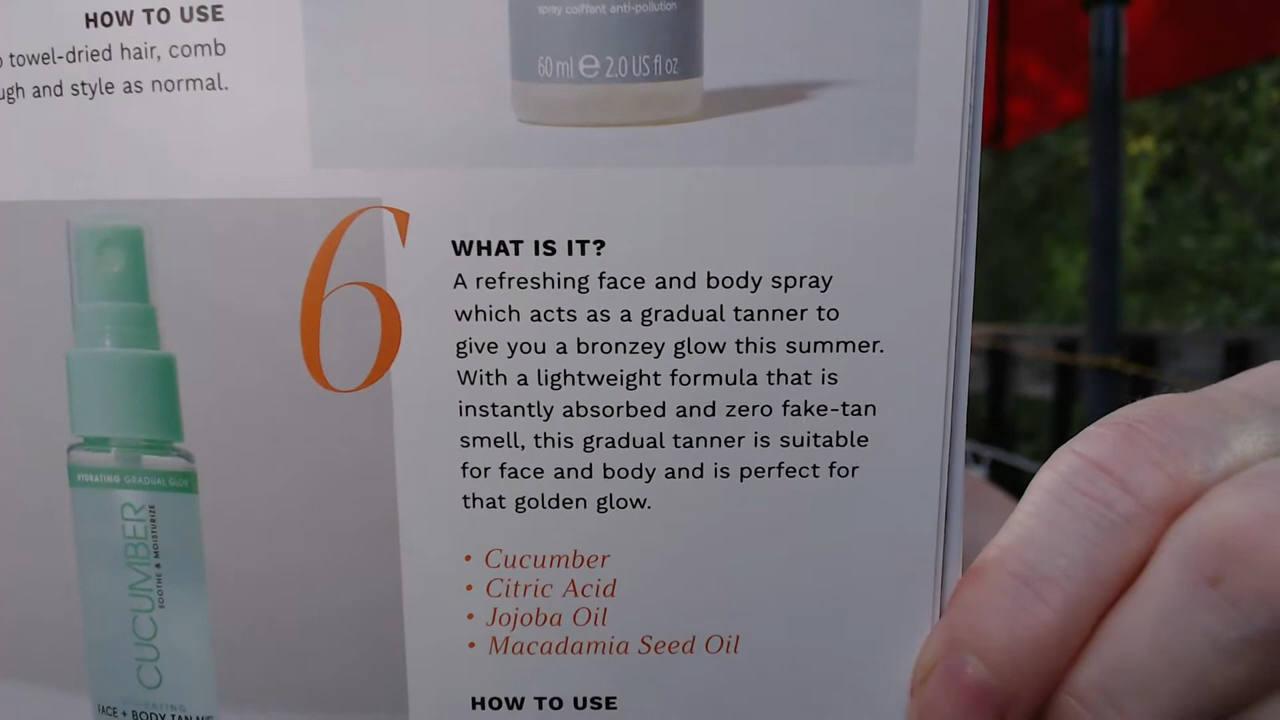 HOW TO USE
towel-dried hair, comb
and style as normal.
spray coiffant anti-pollution
60 ml e 2.0 US fl oz
6
WHAT IS IT?
A refreshing face and body spray
which acts as a gradual tanner to
give you a bronzey glow this summer.
With a lightweight formula that is
instantly absorbed and zero fake-tan
smell, this gradual tanner is suitable
for face and body and is perfect for
that golden glow.
• Cucumber
• Citric Acid
• Jojoba Oil
• Macadamia Seed Oil
HOW TO USE
HYDRATING GRADUAL GLOW
CUCUMBER
SOOTHE & MOISTURIZE
FACE + BODY TAN